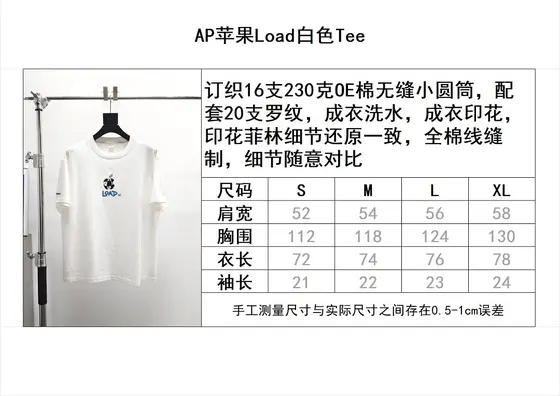 AP苹果Load白色Tee
订织16支230克OE棉无缝小圆筒，配
套20支罗纹，成衣洗水，成衣印花，
印花菲林细节还原一致，全棉线缝
制，细节随意对比
尺码 S M L XL
肩宽 52 54 56 58
胸围 112 118 124 130
衣长 72 74 76 78
袖长 21 22 23 24
手工测量尺寸与实际尺寸之间存在0.5-1cm误差
LOAD